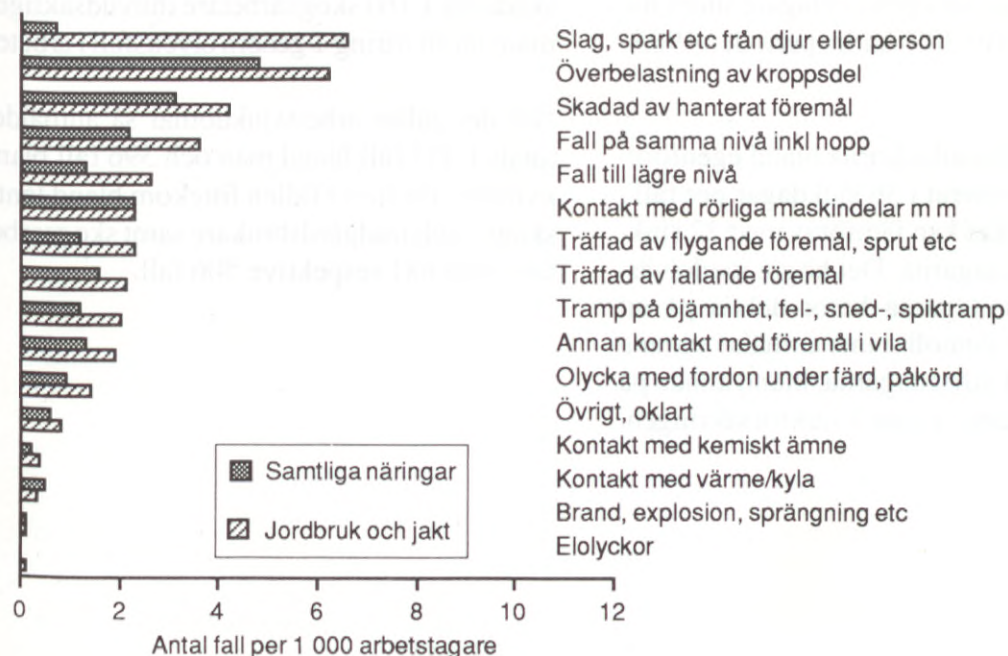 Slag, spark etc från djur eller person
Överbelastning av kroppsdel
Skadad av hanterat föremål
Fall på samma nivå inkl hopp
Fall till lägre nivå
Kontakt med rörliga maskindelar m m
Träffad av flygande föremål, sprut etc
Träffad av fallande föremål
Tramp på ojämnhet, fel-, sned-, spiktramp
Annan kontakt med föremål i vila
Olycka med fordon under färd, påkörd
Övrigt, oklart
Kontakt med kemiskt ämne
Kontakt med värme/kyla
Brand, explosion, sprängning etc
Elolyckor
Samtliga näringar
Jordbruk och jakt
0 2 4 6 8 10 12
Antal fall per 1 000 arbetstagare